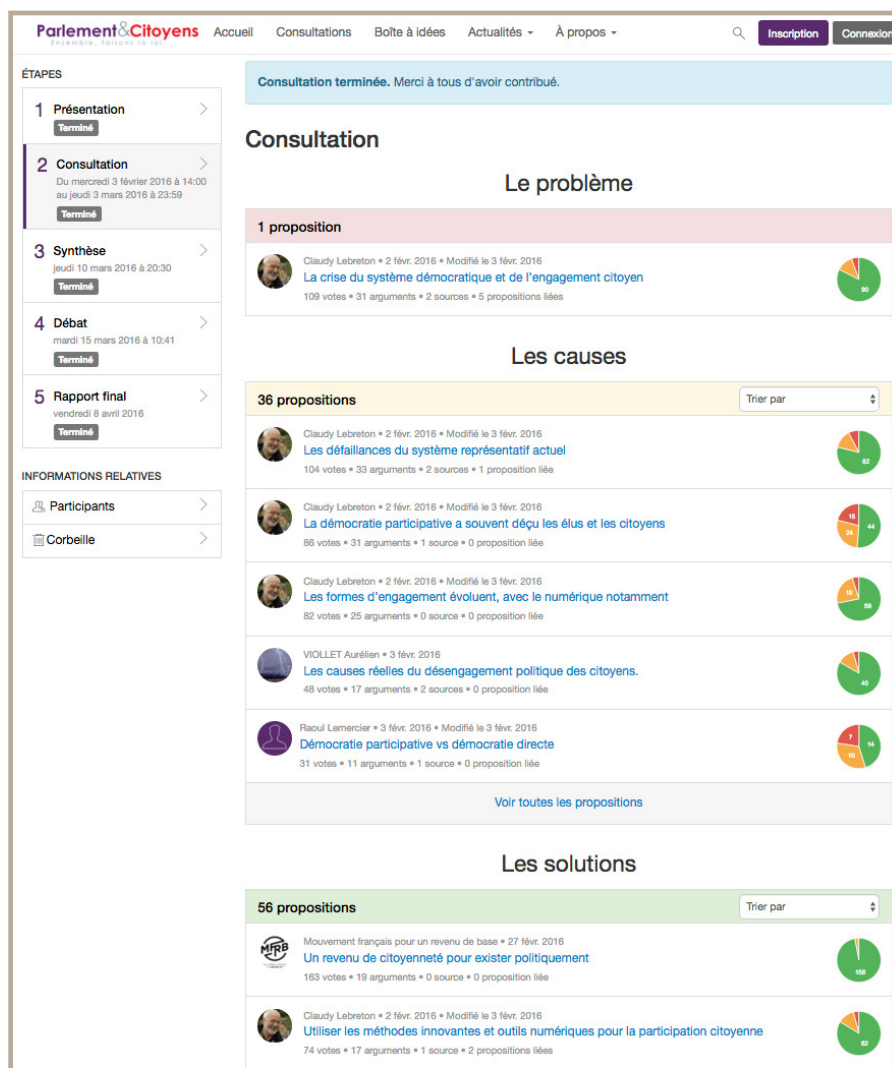 Parlement&Citoyens
Ensemble, faisons la loi
Accueil Consultations Boîte à idées Actualités À propos
Inscription Connexion
ÉTAPES
1 Présentation
Terminé
2 Consultation
Du mercredi 3 février 2016 à 14:00
au jeudi 3 mars 2016 à 23:59
Terminé
3 Synthèse
jeudi 10 mars 2016 à 20:30
Terminé
4 Débat
mardi 15 mars 2016 à 10:41
Terminé
5 Rapport final
vendredi 8 avril 2016
Terminé
INFORMATIONS RELATIVES
Participants
Corbeille
Consultation terminée. Merci à tous d'avoir contribué.
Consultation
Le problème
1 proposition
Claudy Lebreton • 2 févr. 2016 • Modifié le 3 févr. 2016
La crise du système démocratique et de l'engagement citoyen
109 votes • 31 arguments • 2 sources • 5 propositions liées
90
Les causes
36 propositions
Trier par
Claudy Lebreton • 2 févr. 2016 • Modifié le 3 févr. 2016
Les défaillances du système représentatif actuel
104 votes • 33 arguments • 2 sources • 1 proposition liée
82
Claudy Lebreton • 2 févr. 2016 • Modifié le 3 févr. 2016
La démocratie participative a souvent déçu les élus et les citoyens
86 votes • 31 arguments • 1 source • 0 proposition liée
18 44
24
Claudy Lebreton • 2 févr. 2016 • Modifié le 3 févr. 2016
Les formes d'engagement évoluent, avec le numérique notamment
82 votes • 25 arguments • 0 source • 0 proposition liée
19 59
VIOLLET Aurélien • 3 févr. 2016
Les causes réelles du désengagement politique des citoyens.
48 votes • 17 arguments • 2 sources • 0 proposition liée
40
Raoul Lemercier • 3 févr. 2016 • Modifié le 3 févr. 2016
Démocratie participative vs démocratie directe
31 votes • 11 arguments • 1 source • 0 proposition liée
7 14
10
Voir toutes les propositions
Les solutions
56 propositions
Trier par
MFRB
Mouvement français pour un revenu de base • 27 févr. 2016
Un revenu de citoyenneté pour exister politiquement
163 votes • 19 arguments • 0 source • 0 proposition liée
158
Claudy Lebreton • 2 févr. 2016 • Modifié le 3 févr. 2016
Utiliser les méthodes innovantes et outils numériques pour la participation citoyenne
74 votes • 17 arguments • 1 source • 2 propositions liées
62